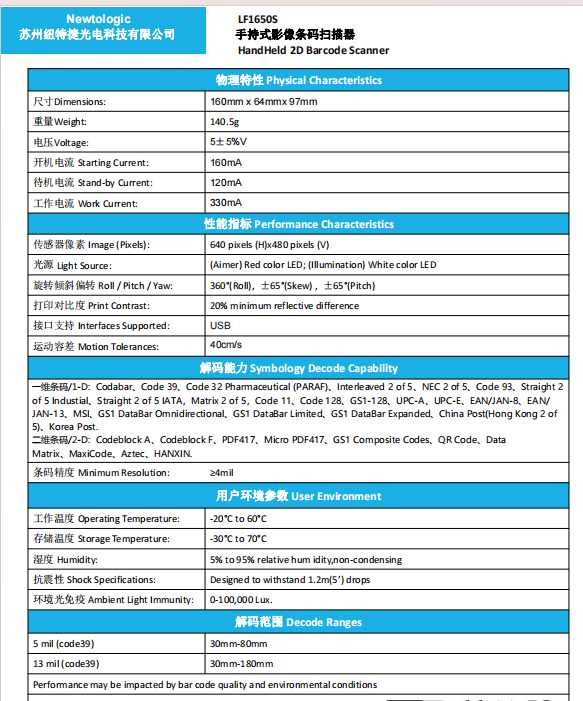 Newtologic
苏州纽特捷光电科技有限公司
LF1650S
手持式影像条码扫描器
HandHeld 2D Barcode Scanner
物理特性 Physical Characteristics
尺寸Dimensions: 160mm x 64mmx 97mm
重量Weight: 140.5g
电压Voltage: 5± 5%V
开机电流 Starting Current: 160mA
待机电流 Stand-by Current: 120mA
工作电流 Work Current: 330mA
性能指标 Performance Characteristics
传感器像素 Image (Pixels): 640 pixels (H)x480 pixels (V)
光源 Light Source: (Aimer) Red color LED; (Illumination) White color LED
旋转倾斜偏转 Roll / Pitch / Yaw: 360°(Roll), ±65°(Skew) , ±65°(Pitch)
打印对比度 Print Contrast: 20% minimum reflective difference
接口支持 Interfaces Supported: USB
运动容差 Motion Tolerances: 40cm/s
解码能力 Symbology Decode Capability
一维条码/1-D: Codabar、Code 39、Code 32 Pharmaceutical (PARAF)、Interleaved 2 of 5、NEC 2 of 5、Code 93、Straight 2
of 5 Industial、Straight 2 of 5 IATA, Matrix 2 of 5, Code 11、Code 128、GS1-128、UPC-A、UPC-E、EAN/JAN-8、EAN/
JAN-13、MSI、GS1 DataBar Omnidirectional、GS1 DataBar Limited、GS1 DataBar Expanded、China Post(Hong Kong 2 of
5)、Korea Post.
二维条码/2-D: Codeblock A、Codeblock F、PDF417、Micro PDF417、GS1 Composite Codes、QR Code、Data
Matrix、MaxiCode、Aztec、HANXIN.
条码精度 Minimum Resolution: ≥4mil
用户环境参数 User Environment
工作温度 Operating Temperature: -20°C to 60°C
存储温度 Storage Temperature: -30°C to 70°C
湿度 Humidity: 5% to 95% relative hum idity,non-condensing
抗震性 Shock Specifications: Designed to withstand 1.2m(5′) drops
环境光免疫 Ambient Light Immunity: 0-100,000 Lux.
解码范围 Decode Ranges
5 mil (code39) 30mm-80mm
13 mil (code39) 30mm-180mm
Performance may be impacted by bar code quality and environmental conditions